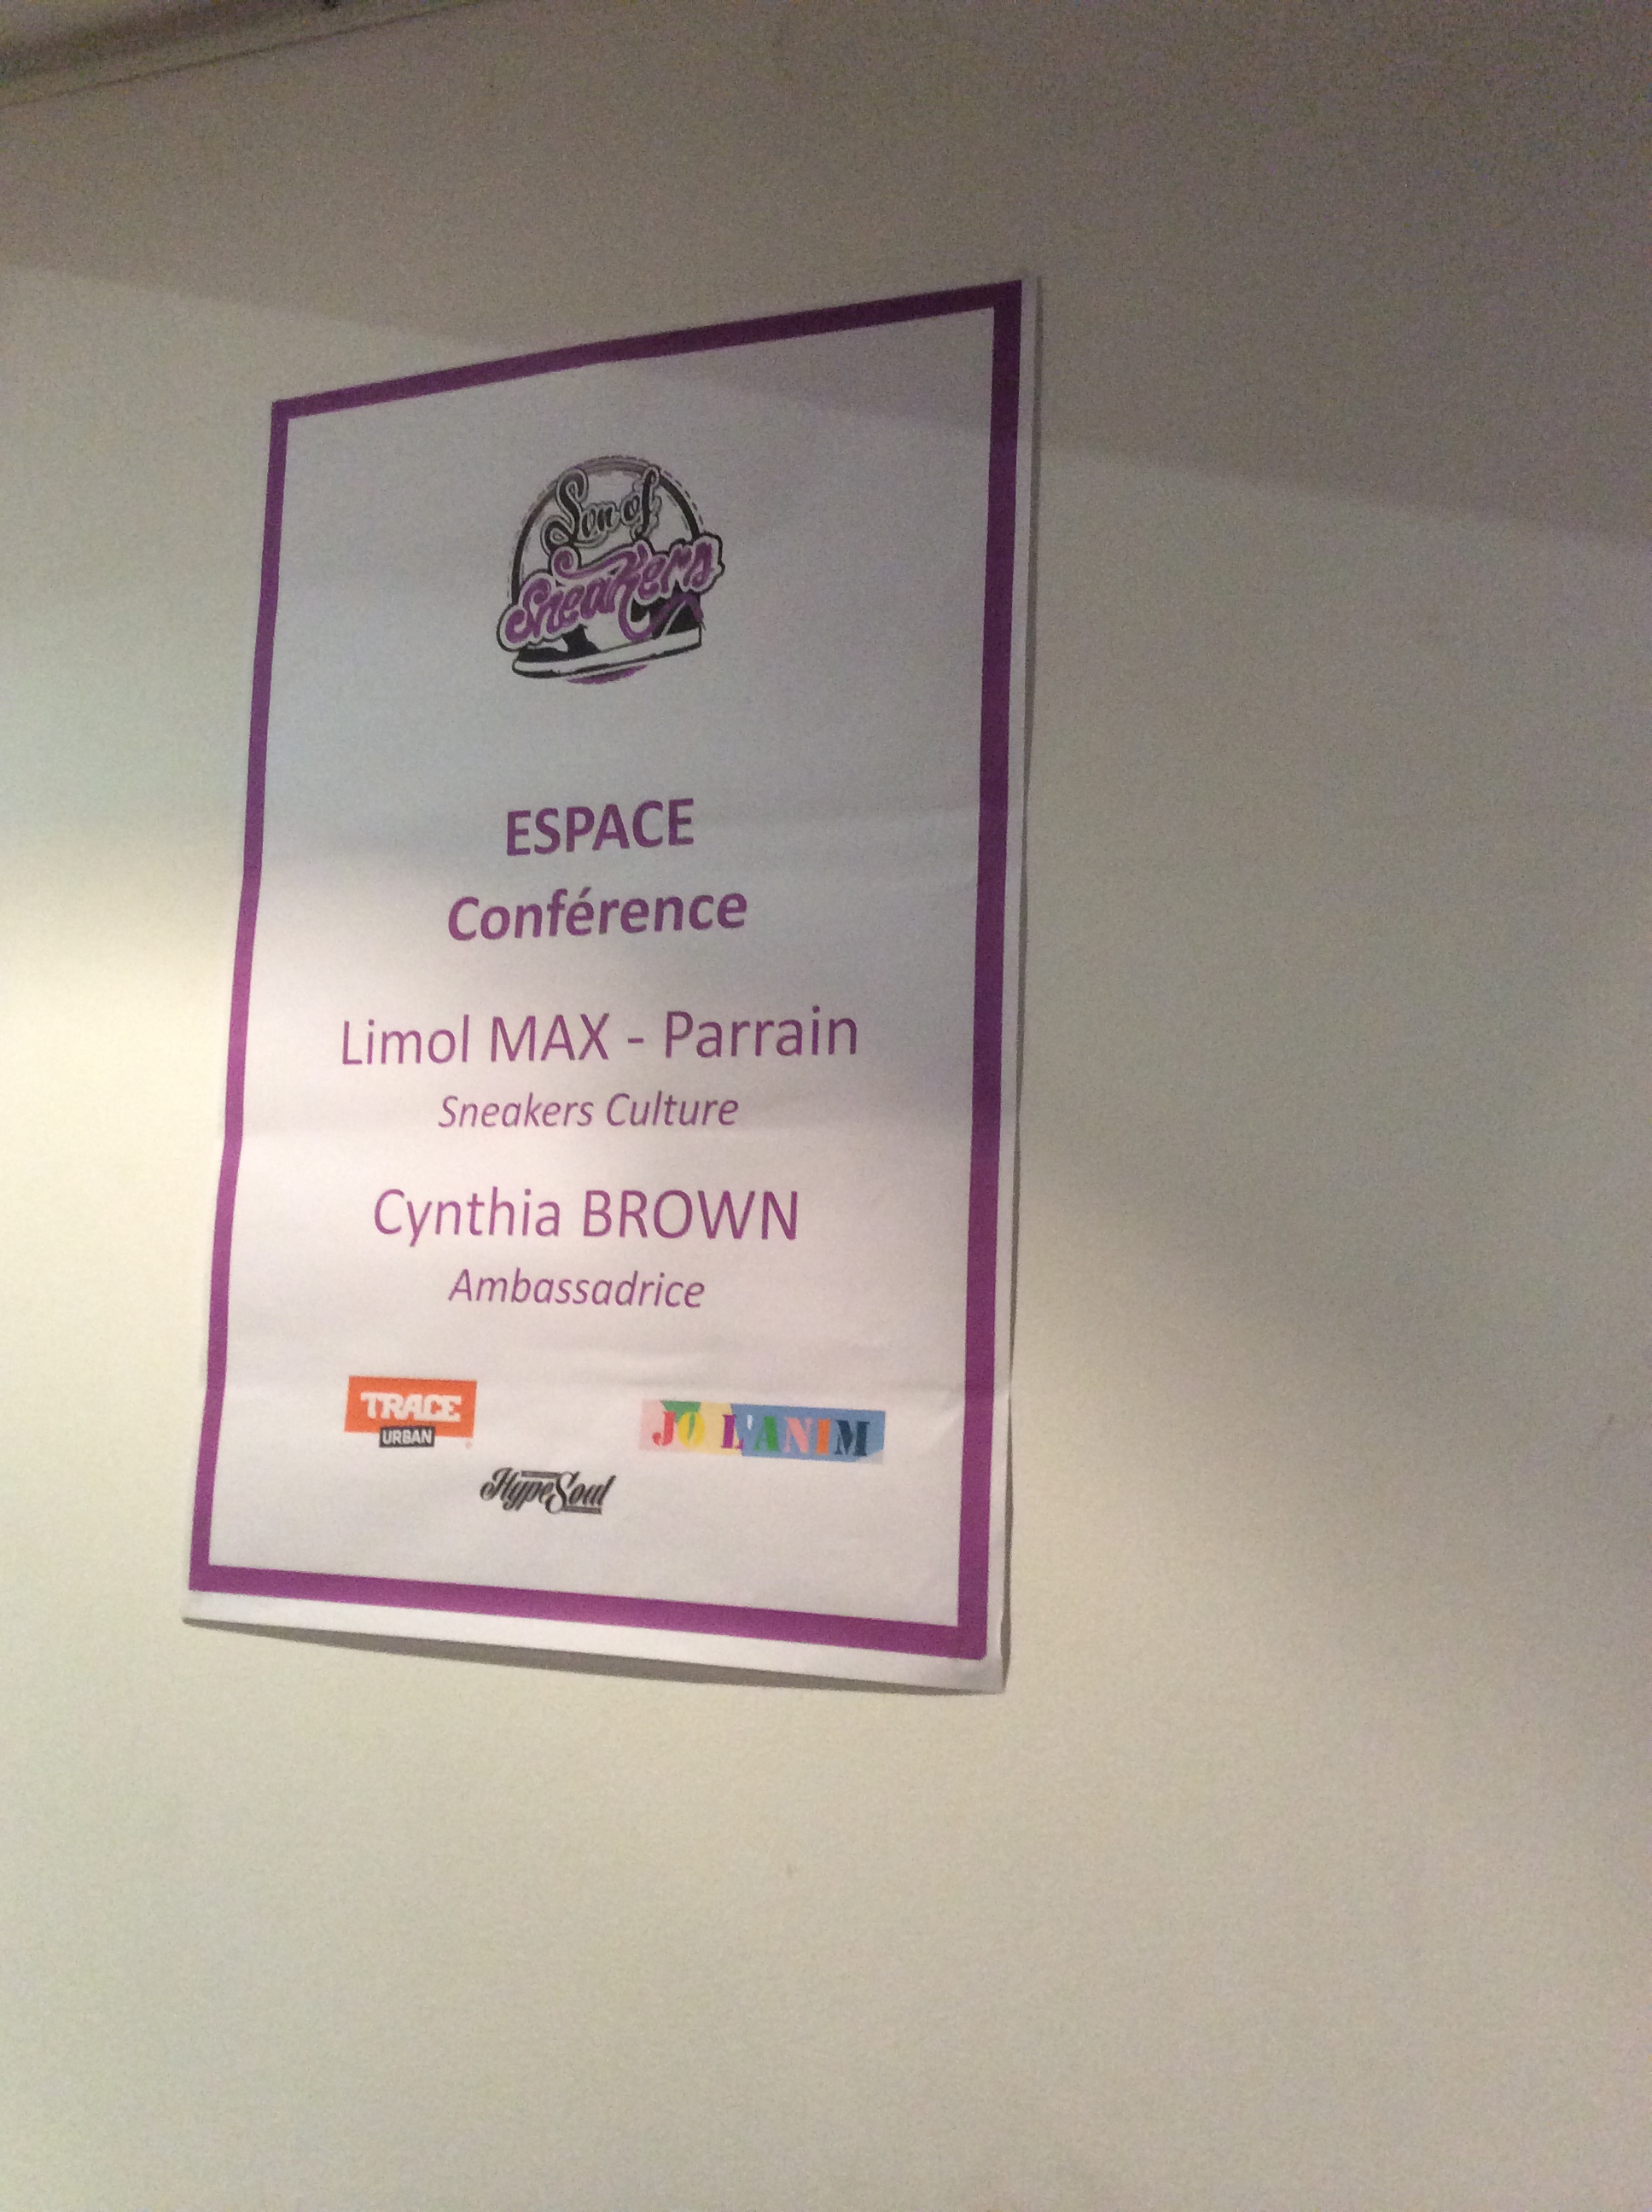 Son of
Sneakers
ESPACE
Conférence
Limol MAX - Parrain
Sneakers Culture
Cynthia BROWN
Ambassadrice
TRACE
URBAN
JO L'ANIM
HypeSoul